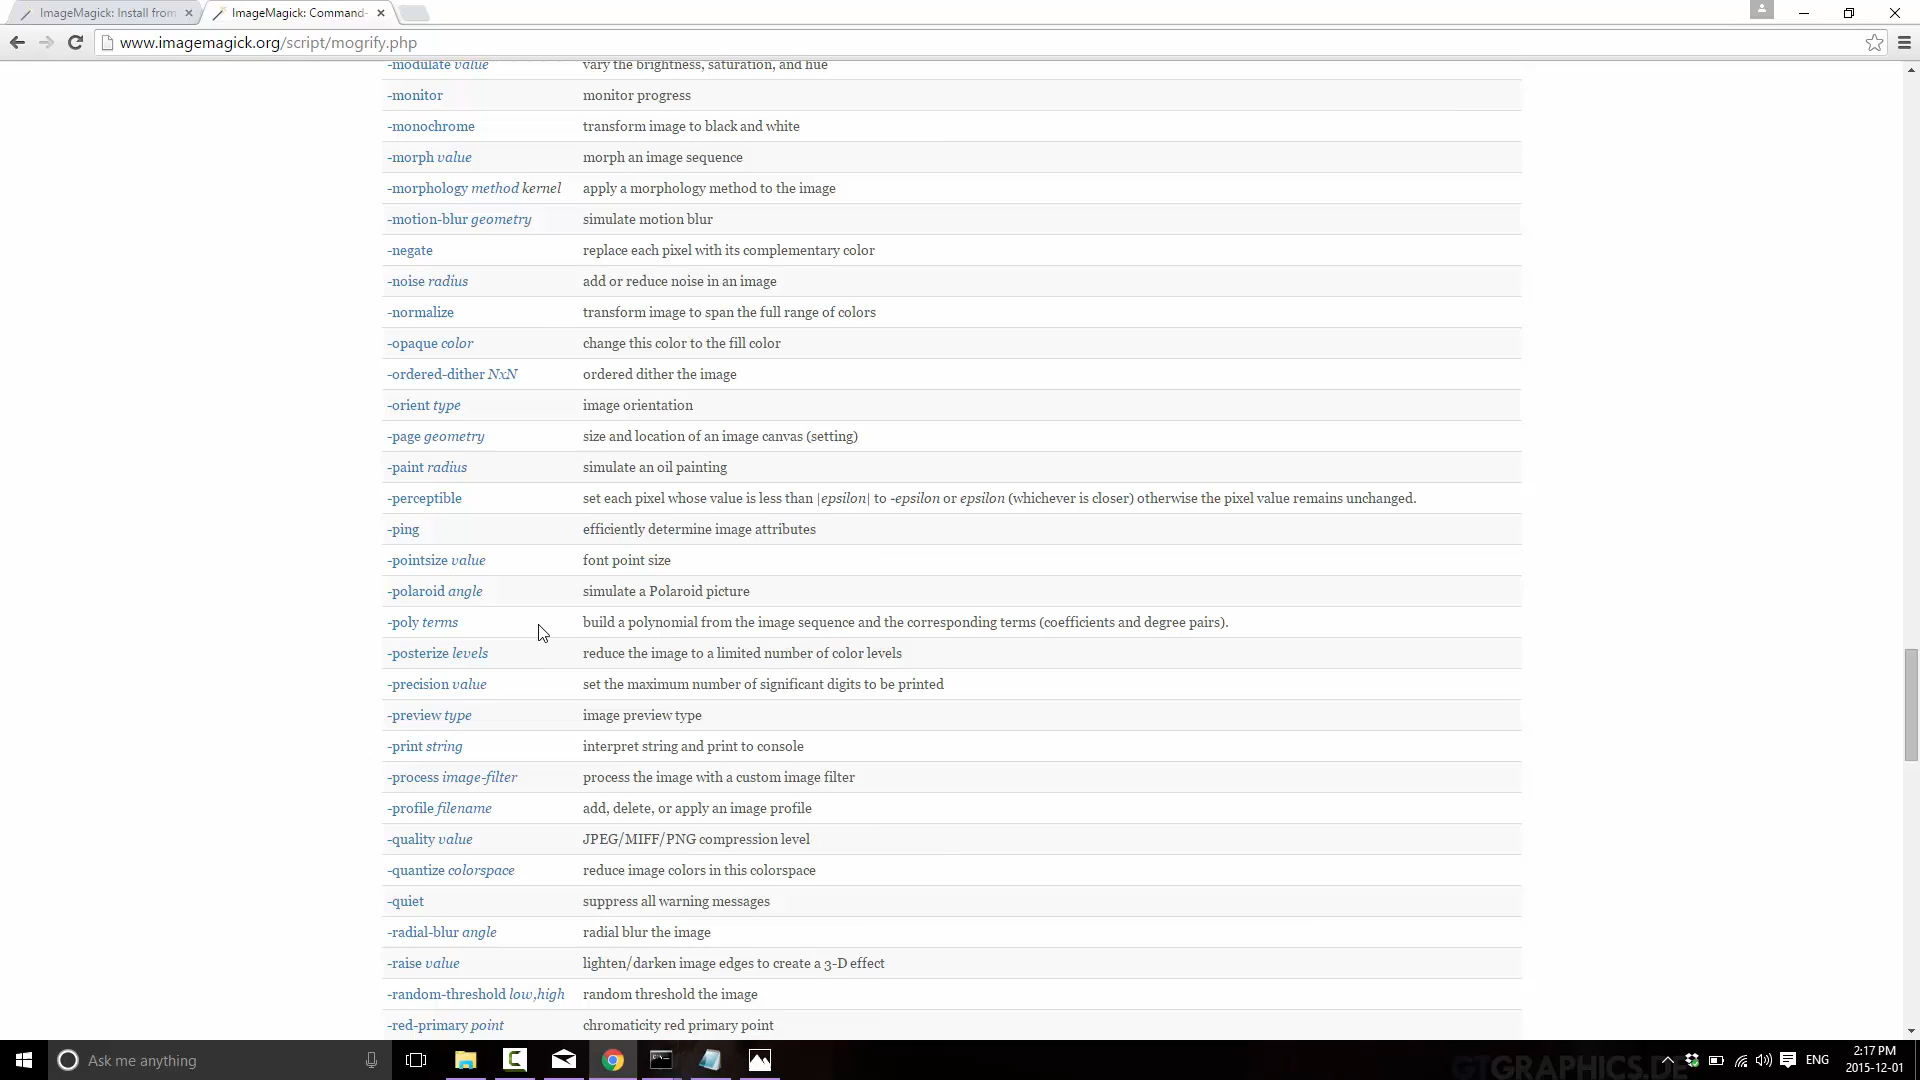 ImageMagick: Install from
ImageMagick: Command-
www.imagemagick.org/script/mogrify.php
-modulate value vary the brightness, saturation, and hue
-monitor monitor progress
-monochrome transform image to black and white
-morph value morph an image sequence
-morphology method kernel apply a morphology method to the image
-motion-blur geometry simulate motion blur
-negate replace each pixel with its complementary color
-noise radius add or reduce noise in an image
-normalize transform image to span the full range of colors
-opaque color change this color to the fill color
-ordered-dither NxN ordered dither the image
-orient type image orientation
-page geometry size and location of an image canvas (setting)
-paint radius simulate an oil painting
-perceptible set each pixel whose value is less than |epsilon| to -epsilon or epsilon (whichever is closer) otherwise the pixel value remains unchanged.
-ping efficiently determine image attributes
-pointsize value font point size
-polaroid angle simulate a Polaroid picture
-poly terms build a polynomial from the image sequence and the corresponding terms (coefficients and degree pairs).
-posterize levels reduce the image to a limited number of color levels
-precision value set the maximum number of significant digits to be printed
-preview type image preview type
-print string interpret string and print to console
-process image-filter process the image with a custom image filter
-profile filename add, delete, or apply an image profile
-quality value JPEG/MIFF/PNG compression level
-quantize colorspace reduce image colors in this colorspace
-quiet suppress all warning messages
-radial-blur angle radial blur the image
-raise value lighten/darken image edges to create a 3-D effect
-random-threshold low,high random threshold the image
-red-primary point chromaticity red primary point
Ask me anything
GTGRAPHICS.DE
ENG
2:17 PM
2015-12-01